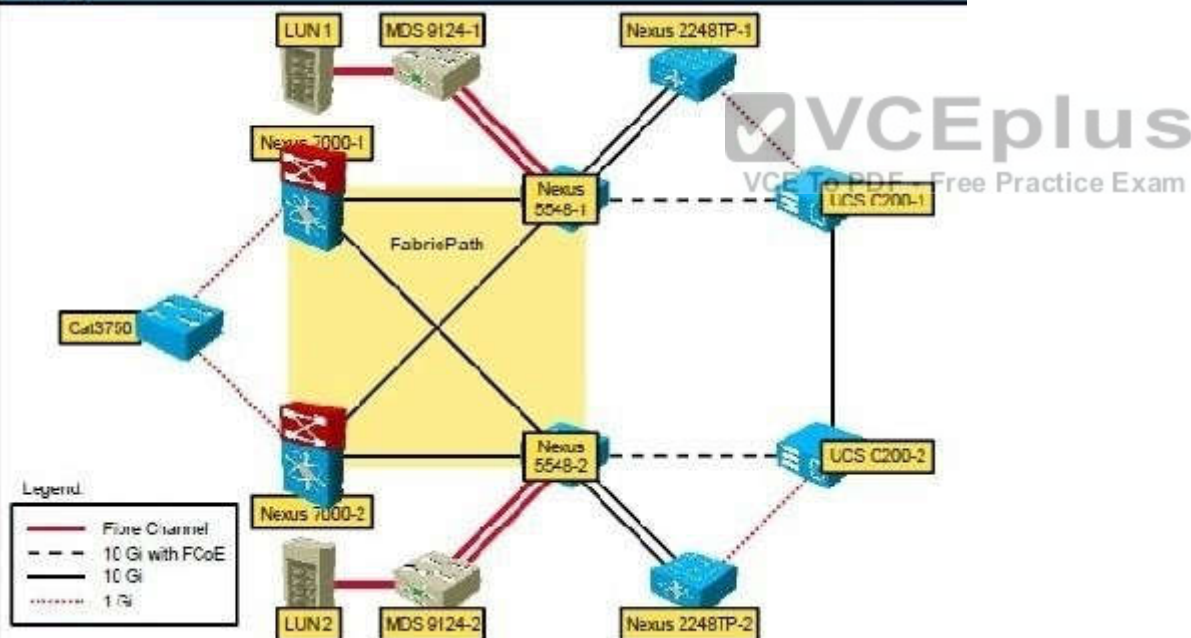 LUN 1
MDS 9124-1
Nexus 2248TP-1
VCEplus
VCE To PDF - Free Practice Exam
Nexus 7000-1
Nexus
5548-1
UCS C200-1
FabricPath
Cat3750
Nexus
5548-2
UCS C200-2
Legend:
Fibre Channel
10 Gi with FCoE
10 Gi
1 Gi
Nexus 7000-2
LUN 2
MDS 9124-2
Nexus 2248TP-2